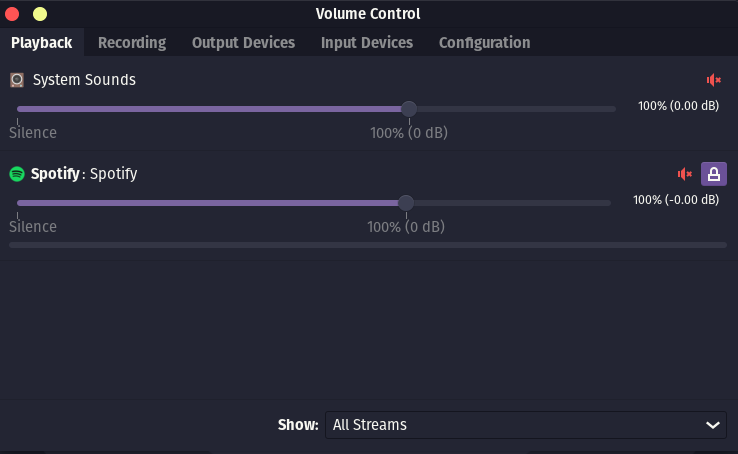 Volume Control
Playback Recording Output Devices Input Devices Configuration
System Sounds
100% (0.00 dB)
Silence 100% (0 dB)
Spotify: Spotify
100% (-0.00 dB)
Silence 100% (0 dB)
Show: All Streams